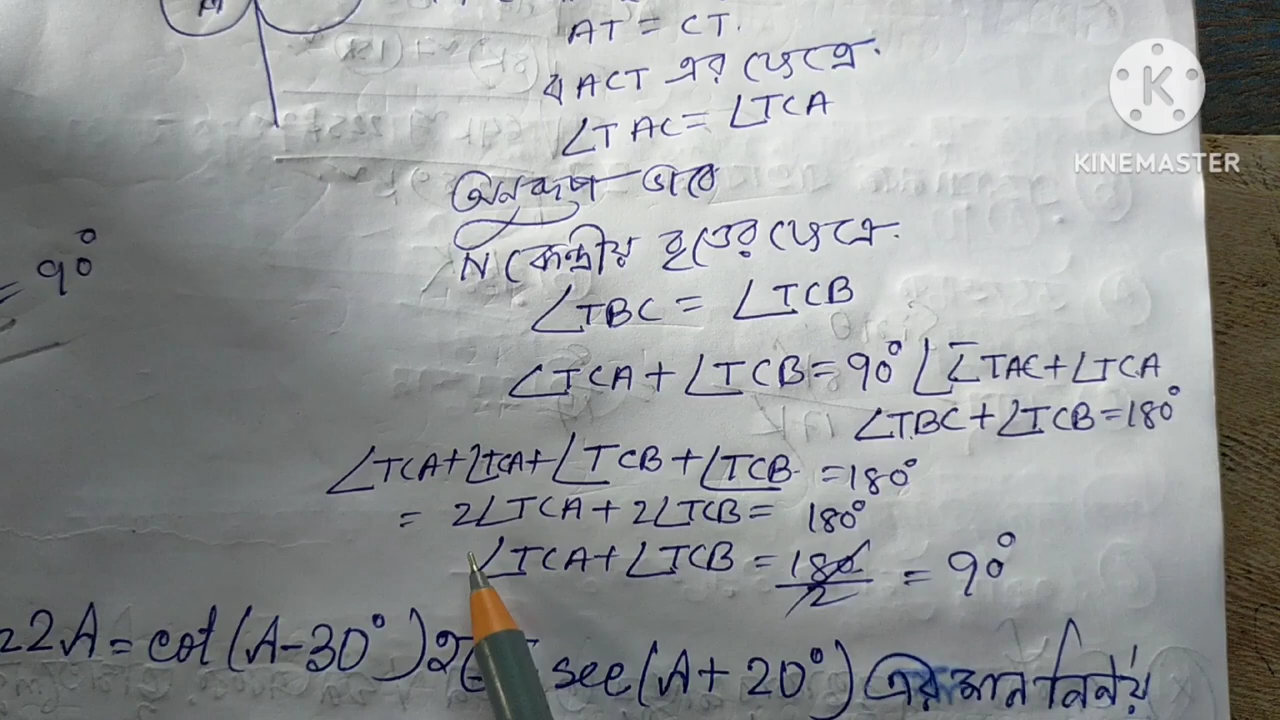 M
AT = CT.
ACT এর ক্ষেত্রে.
∠TAC = ∠TCA
অনুরূপ ভাবে
N কেন্দ্রীয় বৃত্তের ক্ষেত্রে.
= 90°
∠TBC = ∠TCB
∠TCA + ∠TCB = 90° ∠TAC + ∠TCA
∠TBC + ∠TCB = 180°
∠TCA + ∠TCA + ∠TCB + ∠TCB = 180°
= 2∠TCA + 2∠TCB = 180°
∠TCA + ∠TCB = 180/2 = 90°
2A = cot(A - 30°) sec(A + 20°) এর মান নির্ণয়
K
KINEMASTER